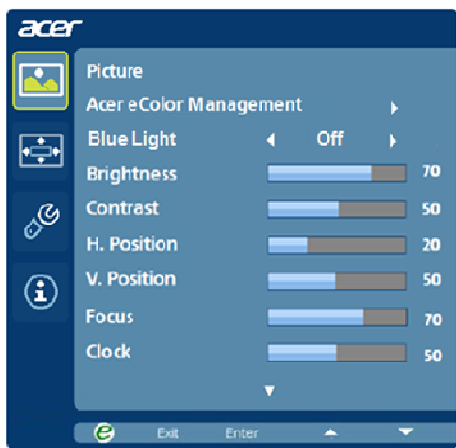 acer
Picture
Acer eColor Management
Blue Light Off
Brightness 70
Contrast 50
H. Position 20
V. Position 50
Focus 70
Clock 50
e Exit Enter